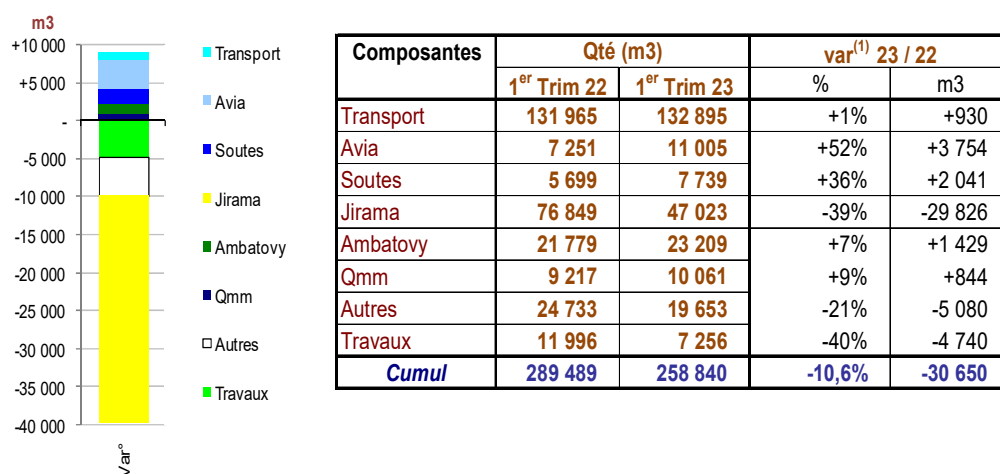 m3
+10 000
+5 000
-
-5 000
-10 000
-15 000
-20 000
-25 000
-30 000
-35 000
-40 000
Var°
Transport
Avia
Soutes
Jirama
Ambatovy
Qmm
Autres
Travaux
Composantes Qté (m3) var(1) 23 / 22
1er Trim 22 1er Trim 23 % m3
Transport 131 965 132 895 +1% +930
Avia 7 251 11 005 +52% +3 754
Soutes 5 699 7 739 +36% +2 041
Jirama 76 849 47 023 -39% -29 826
Ambatovy 21 779 23 209 +7% +1 429
Qmm 9 217 10 061 +9% +844
Autres 24 733 19 653 -21% -5 080
Travaux 11 996 7 256 -40% -4 740
Cumul 289 489 258 840 -10,6% -30 650